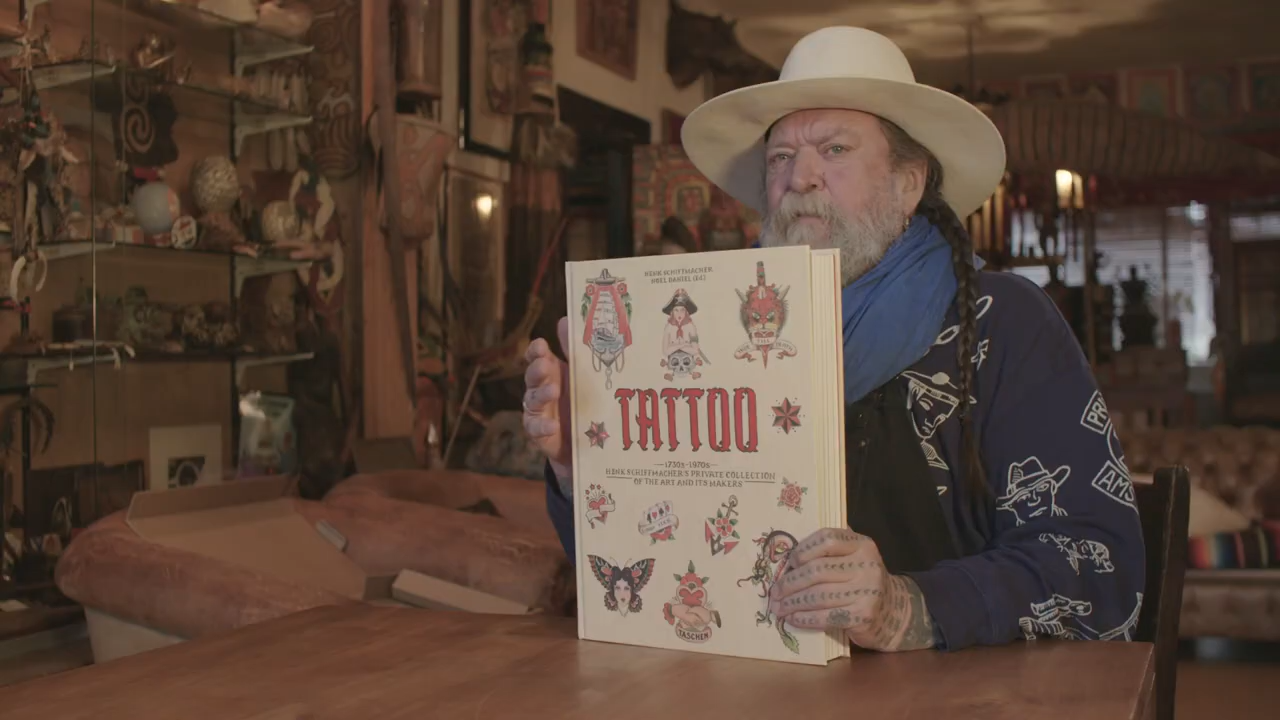 HENK SCHIFFMACHER
NOEL DANIEL (ED.)
TATTOO
—1730s-1970s—
HENK SCHIFFMACHER'S PRIVATE COLLECTION
OF THE ART AND ITS MAKERS
TASCHEN
AMS